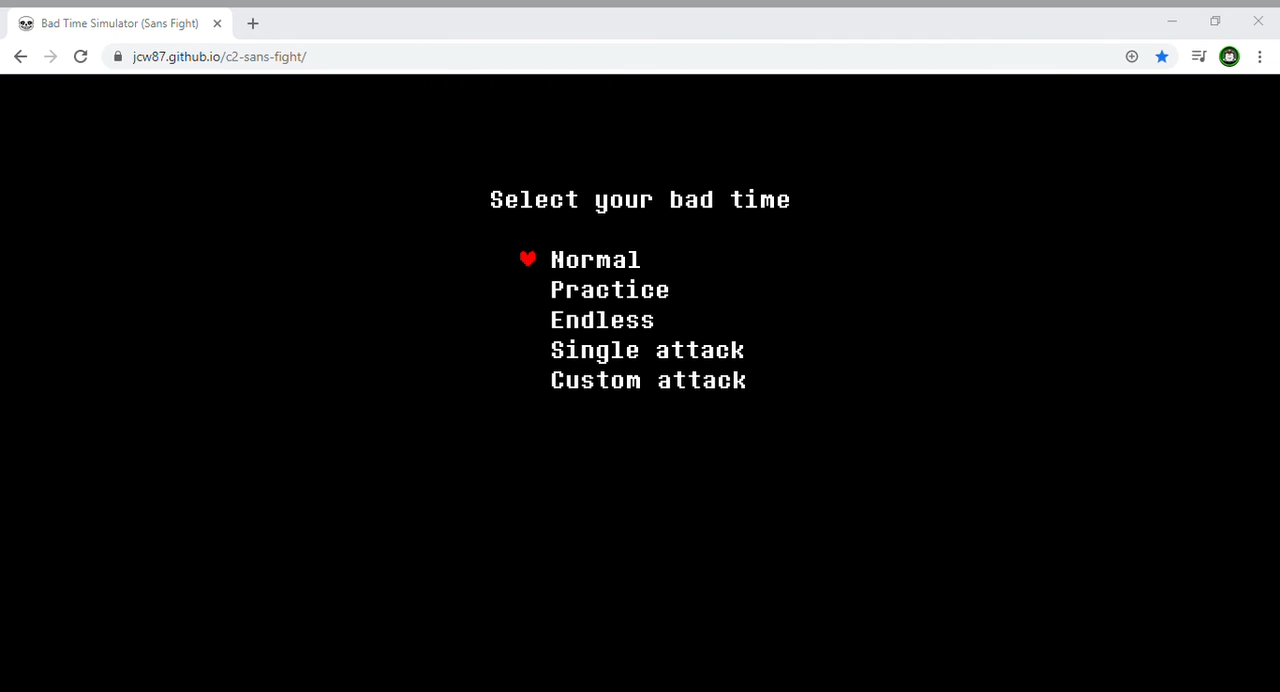 Bad Time Simulator (Sans Fight)
jcw87.github.io/c2-sans-fight/
Select your bad time
Normal
Practice
Endless
Single attack
Custom attack